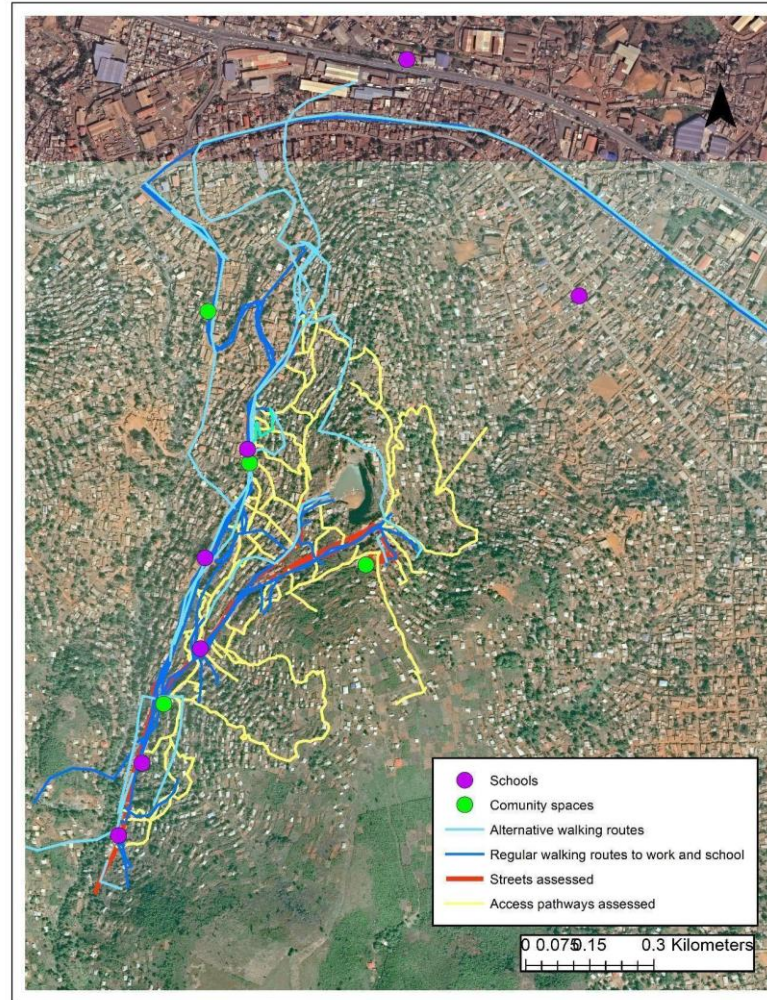 Schools
Comunity spaces
Alternative walking routes
Regular walking routes to work and school
Streets assessed
Access pathways assessed
0 0.075 0.15 0.3 Kilometers